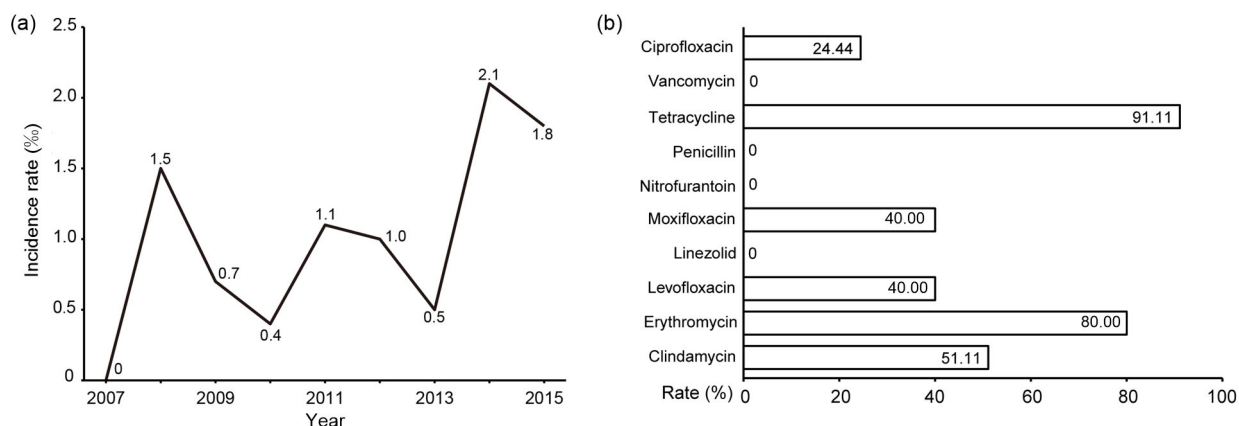 (a)
Incidence rate (‰)
2.5
2.0
1.5
1.0
0.5
0
0
1.5
0.7
0.4
1.1
1.0
0.5
2.1
1.8
2007 2009 2011 2013 2015
Year
(b)
Ciprofloxacin 24.44
Vancomycin 0
Tetracycline 91.11
Penicillin 0
Nitrofurantoin 0
Moxifloxacin 40.00
Linezolid 0
Levofloxacin 40.00
Erythromycin 80.00
Clindamycin 51.11
Rate (%) 0 20 40 60 80 100